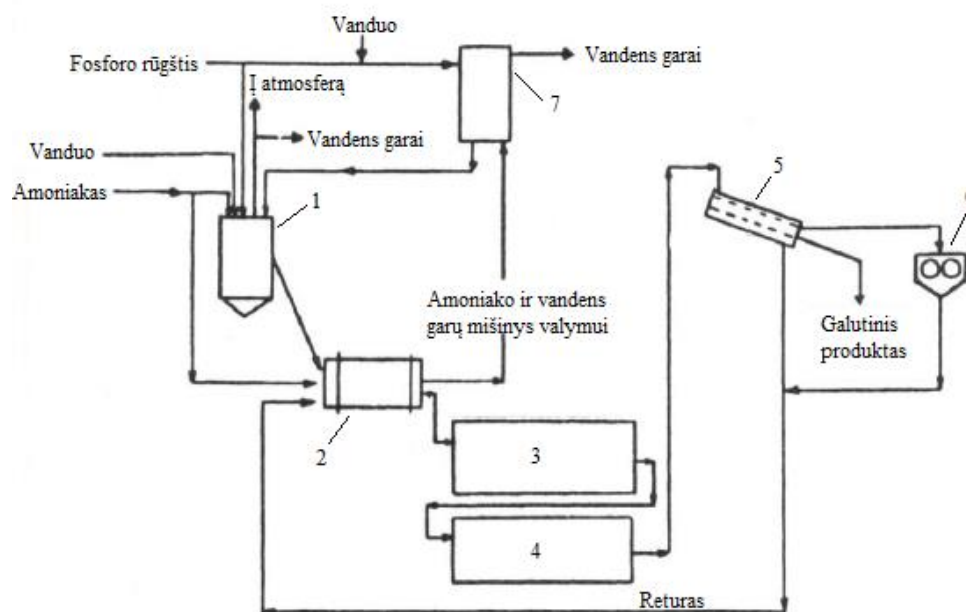 Vanduo
Fosforo rūgštis
Vandens garai
Į atmosferą
7
Vandens garai
Vanduo
Amoniakas
1
5
Amoniako ir vandens
garų mišinys valymui
Galutinis
produktas
2
3
4
Returas